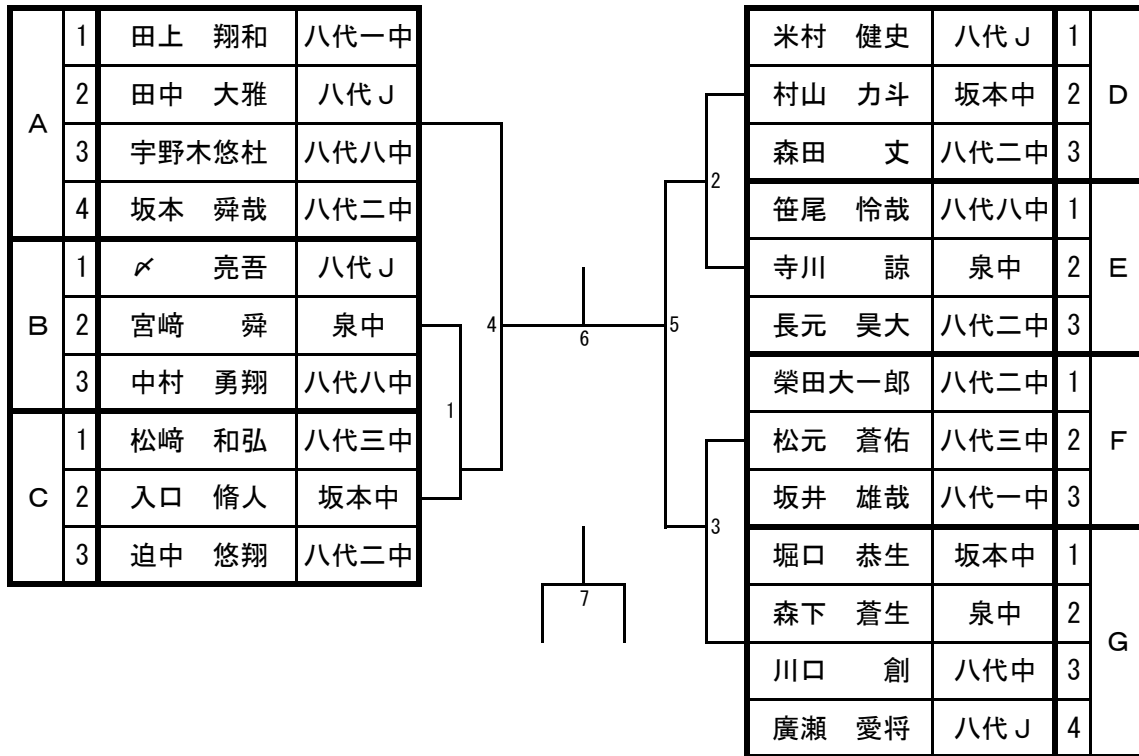 A
1 田上 翔和 八代一中
2 田中 大雅 八代J
3 宇野木悠杜 八代八中
4 坂本 舜哉 八代二中
B
1 〆 亮吾 八代J
2 宮﨑 舜 泉中
3 中村 勇翔 八代八中
C
1 松﨑 和弘 八代三中
2 入口 脩人 坂本中
3 迫中 悠翔 八代二中
1
4
6
7
5
2
3
米村 健史 八代J 1
村山 力斗 坂本中 2
森田 丈 八代二中 3
D
笹尾 怜哉 八代八中 1
寺川 諒 泉中 2
長元 昊大 八代二中 3
E
榮田大一郎 八代二中 1
松元 蒼佑 八代三中 2
坂井 雄哉 八代一中 3
F
堀口 恭生 坂本中 1
森下 蒼生 泉中 2
川口 創 八代中 3
廣瀬 愛将 八代J 4
G